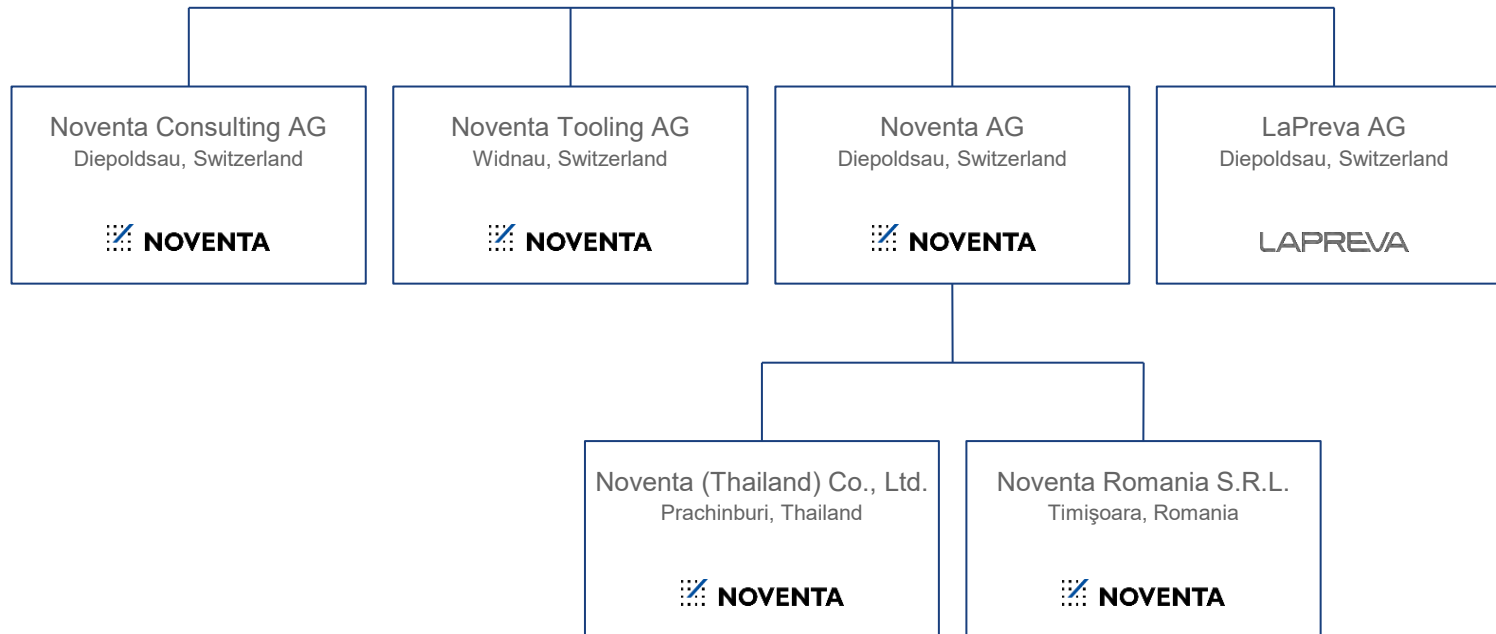 Noventa Consulting AG
Diepoldsau, Switzerland
NOVENTA
Noventa Tooling AG
Widnau, Switzerland
NOVENTA
Noventa AG
Diepoldsau, Switzerland
NOVENTA
LaPreva AG
Diepoldsau, Switzerland
LAPREVA
Noventa (Thailand) Co., Ltd.
Prachinburi, Thailand
NOVENTA
Noventa Romania S.R.L.
Timişoara, Romania
NOVENTA